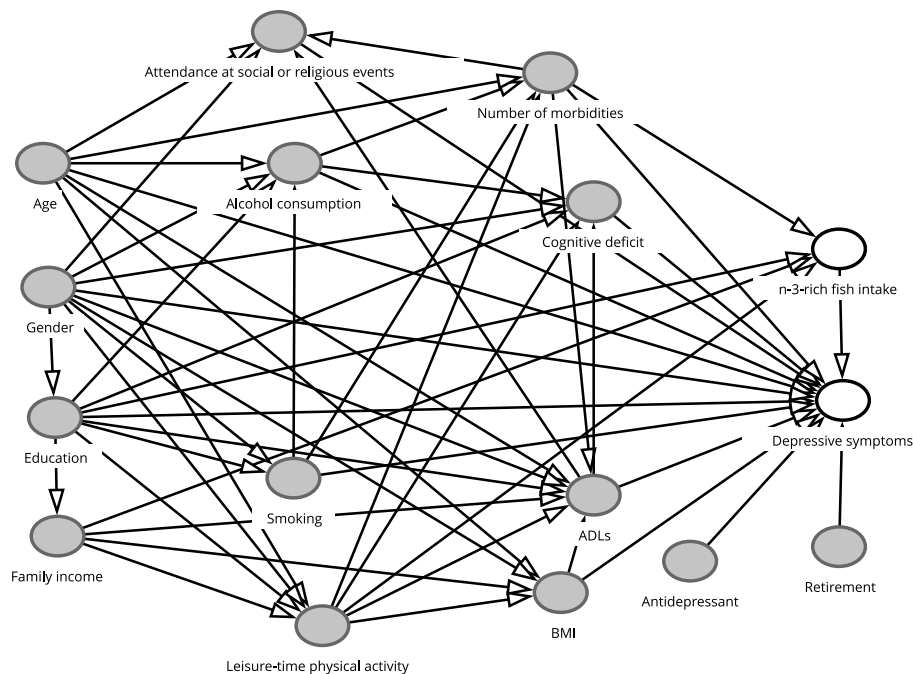 Attendance at social or religious events
Number of morbidities
Age
Alcohol consumption
Cognitive deficit
n-3-rich fish intake
Gender
Depressive symptoms
Education
Smoking
ADLs
Family income
Antidepressant
Retirement
BMI
Leisure-time physical activity